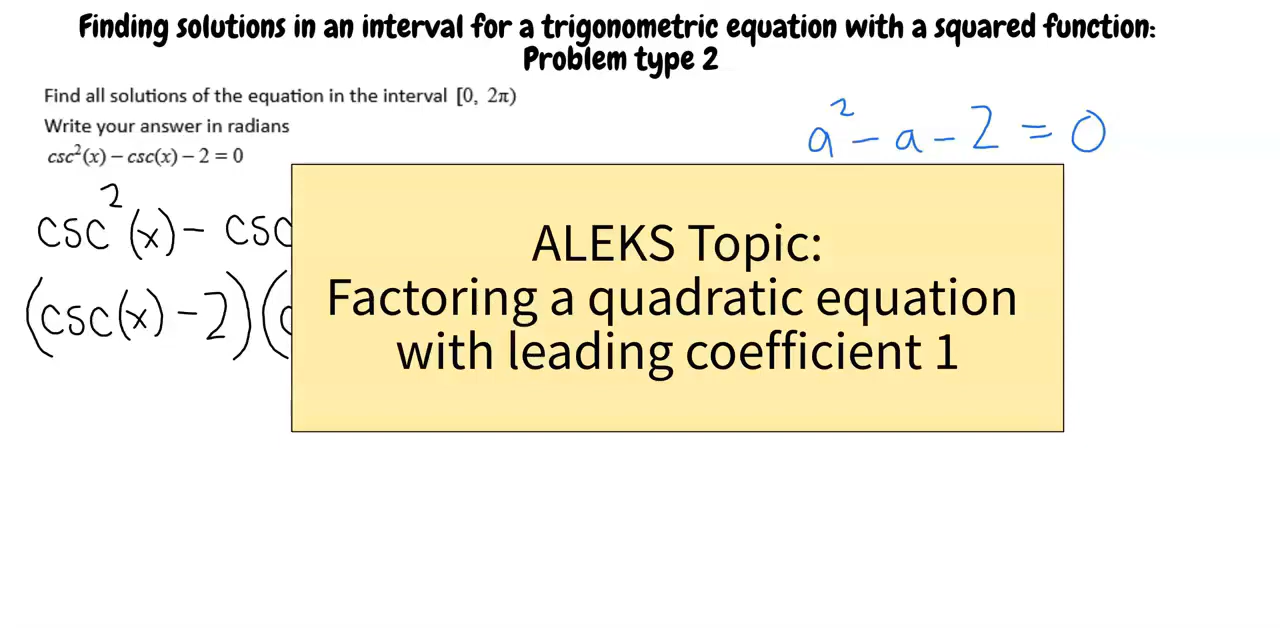 Finding solutions in an interval for a trigonometric equation with a squared function:
Problem type 2
Find all solutions of the equation in the interval [0, 2π)
Write your answer in radians
csc²(x) – csc(x) – 2 = 0
a² – a – 2 = 0
csc²(x) – csc
(csc(x) – 2)(c
ALEKS Topic:
Factoring a quadratic equation
with leading coefficient 1